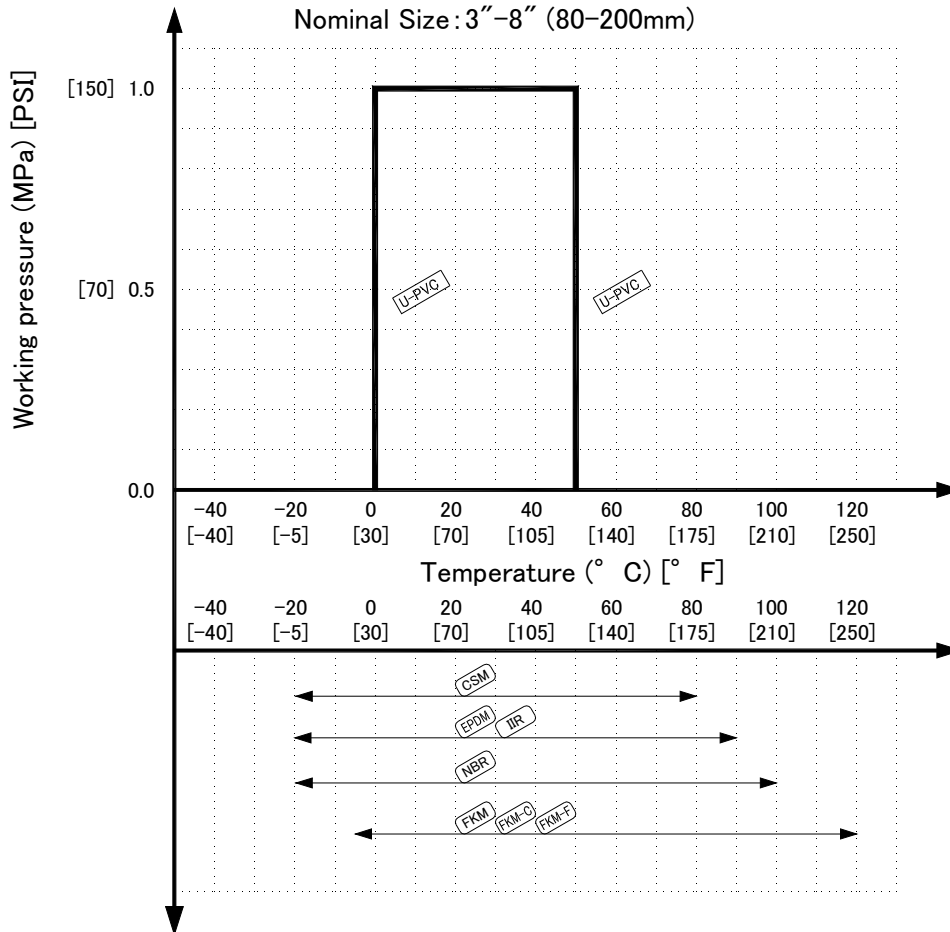 Nominal Size: 3″-8″ (80-200mm)
Working pressure (MPa) [PSI]
[150] 1.0
[70] 0.5
U-PVC U-PVC
0.0
-40 -20 0 20 40 60 80 100 120
[-40] [-5] [30] [70] [105] [140] [175] [210] [250]
Temperature (° C) [° F]
-40 -20 0 20 40 60 80 100 120
[-40] [-5] [30] [70] [105] [140] [175] [210] [250]
CSM
EPDM IIR
NBR
FKM FKM-C FKM-F